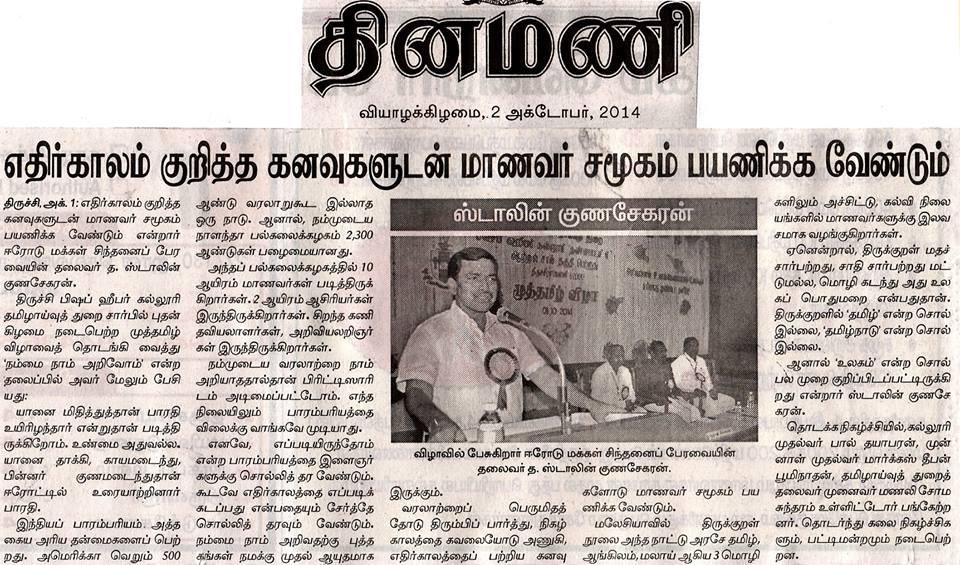 தினமணி
வியாழக்கிழமை, 2 அக்டோபர், 2014
எதிர்காலம் குறித்த கனவுகளுடன் மாணவர் சமூகம் பயணிக்க வேண்டும்
திருச்சி, அக். 1: எதிர்காலம் குறித்த
கனவுகளுடன் மாணவர் சமூகம்
பயணிக்க வேண்டும் என்றார்
ஈரோடு மக்கள் சிந்தனைப் பேர
வையின் தலைவர் த. ஸ்டாலின்
குணசேகரன்.
திருச்சி பிஷப் ஹீபர் கல்லூரி
தமிழாய்வுத் துறை சார்பில் புதன்
கிழமை நடைபெற்ற முத்தமிழ்
விழாவைத் தொடங்கி வைத்து
'நம்மை நாம் அறிவோம்' என்ற
தலைப்பில் அவர் மேலும் பேசி
யது:
யானை மிதித்துத்தான் பாரதி
உயிரிழந்தார் என்றுதான் படித்தி
ருக்கிறோம். உண்மை அதுவல்ல.
யானை தாக்கி, காயமடைந்து,
பின்னர் குணமடைந்துதான்
ஈரோட்டில் உரையாற்றினார்
பாரதி.
இந்தியப் பாரம்பரியம். அத்த
கைய அரிய தன்மைகளைப் பெற்
றது. அமெரிக்கா வெறும் 500
ஆண்டு வரலாறுகூட இல்லாத
ஒரு நாடு. ஆனால், நம்முடைய
நாளந்தா பல்கலைக்கழகம் 2,300
ஆண்டுகள் பழைமையானது.
அந்தப் பல்கலைக்கழகத்தில் 10
ஆயிரம் மாணவர்கள் படித்திருக்
கிறார்கள். 2 ஆயிரம் ஆசிரியர்கள்
இருந்திருக்கிறார்கள். சிறந்த கணி
தவியலாளர்கள், அறிவியலறிஞர்
கள் இருந்திருக்கிறார்கள்.
நம்முடைய வரலாற்றை நாம்
அறியாததால்தான் பிரிட்டிஸாரி
டம் அடிமைப்பட்டோம். எந்த
நிலையிலும் பாரம்பரியத்தை
விலைக்கு வாங்கவே முடியாது.
எனவே, எப்படியிருந்தோம்
என்ற பாரம்பரியத்தை இளைஞர்
களுக்கு சொல்லித் தர வேண்டும்.
கூடவே எதிர்காலத்தை எப்படிக்
கடப்பது என்பதையும் சேர்த்தே
சொல்லித் தரவும் வேண்டும்.
நம்மை நாம் அறிவதற்கு புத்த
கங்கள் நமக்கு முதல் ஆயுதமாக
ஸ்டாலின் குணசேகரன்
முத்தமிழ் விழா
01.10.2014
விழாவில் பேசுகிறார் ஈரோடு மக்கள் சிந்தனைப் பேரவையின்
தலைவர் த. ஸ்டாலின் குணசேகரன்.
இருக்கும்.
வரலாற்றைப் பெருமிதத்
தோடு திரும்பிப் பார்த்து, நிகழ்
காலத்தை கவலையோடு அணுகி,
எதிர்காலத்தைப் பற்றிய கனவு
களோடு மாணவர் சமூகம் பய
ணிக்க வேண்டும்.
மலேசியாவில் திருக்குறள்
நூலை அந்த நாட்டு அரசே தமிழ்,
ஆங்கிலம், மலாய் ஆகிய 3 மொழி
களிலும் அச்சிட்டு, கல்வி நிலை
யங்களில் மாணவர்களுக்கு இலவ
சமாக வழங்குகிறார்கள்.
ஏனென்றால், திருக்குறள் மதச்
சார்பற்றது, சாதி சார்பற்றது மட்
டுமல்ல, மொழி கடந்து அது உல
கப் பொதுமறை என்பதுதான்.
திருக்குறளில் 'தமிழ்' என்ற சொல்
இல்லை, 'தமிழ்நாடு' என்ற சொல்
இல்லை.
ஆனால் 'உலகம்' என்ற சொல்
பல முறை குறிப்பிடப்பட்டிருக்கி
றது என்றார் ஸ்டாலின் குணசே
கரன்.
தொடக்க நிகழ்ச்சியில், கல்லூரி
முதல்வர் பால் தயாபரன், முன்
னாள் முதல்வர் மார்க்கஸ் தீபன்
பூமிநாதன், தமிழாய்வுத் துறைத்
தலைவர் முனைவர் மணலி சோம
சுந்தரம் உள்ளிட்டோர் பங்கேற்ற
னர். தொடர்ந்து கலை நிகழ்ச்சிக
ளும், பட்டிமன்றமும் நடைபெற்
றன.